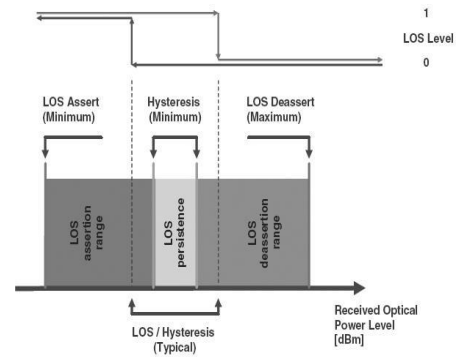 1
LOS Level
0
LOS Assert
(Minimum)
Hysteresis
(Minimum)
LOS Deassert
(Maximum)
LOS
assertion
range
LOS
persistence
LOS
deassertion
range
Received Optical
Power Level
[dBm]
LOS / Hysteresis
(Typical)